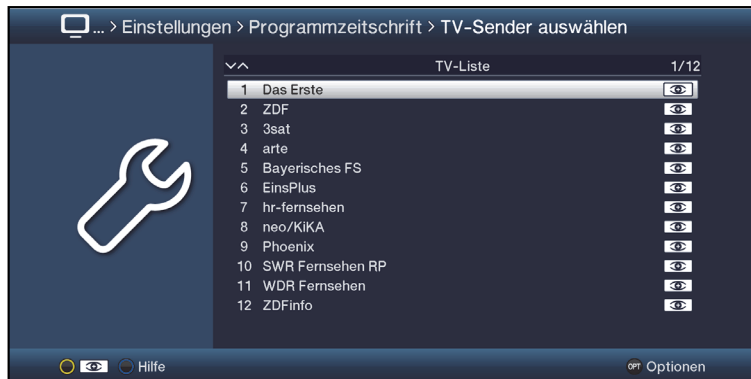 ... > Einstellungen > Programmzeitschrift > TV-Sender auswählen
TV-Liste 1/12
1 Das Erste
2 ZDF
3 3sat
4 arte
5 Bayerisches FS
6 EinsPlus
7 hr-fernsehen
8 neo/KiKA
9 Phoenix
10 SWR Fernsehen RP
11 WDR Fernsehen
12 ZDFinfo
Hilfe OPT Optionen